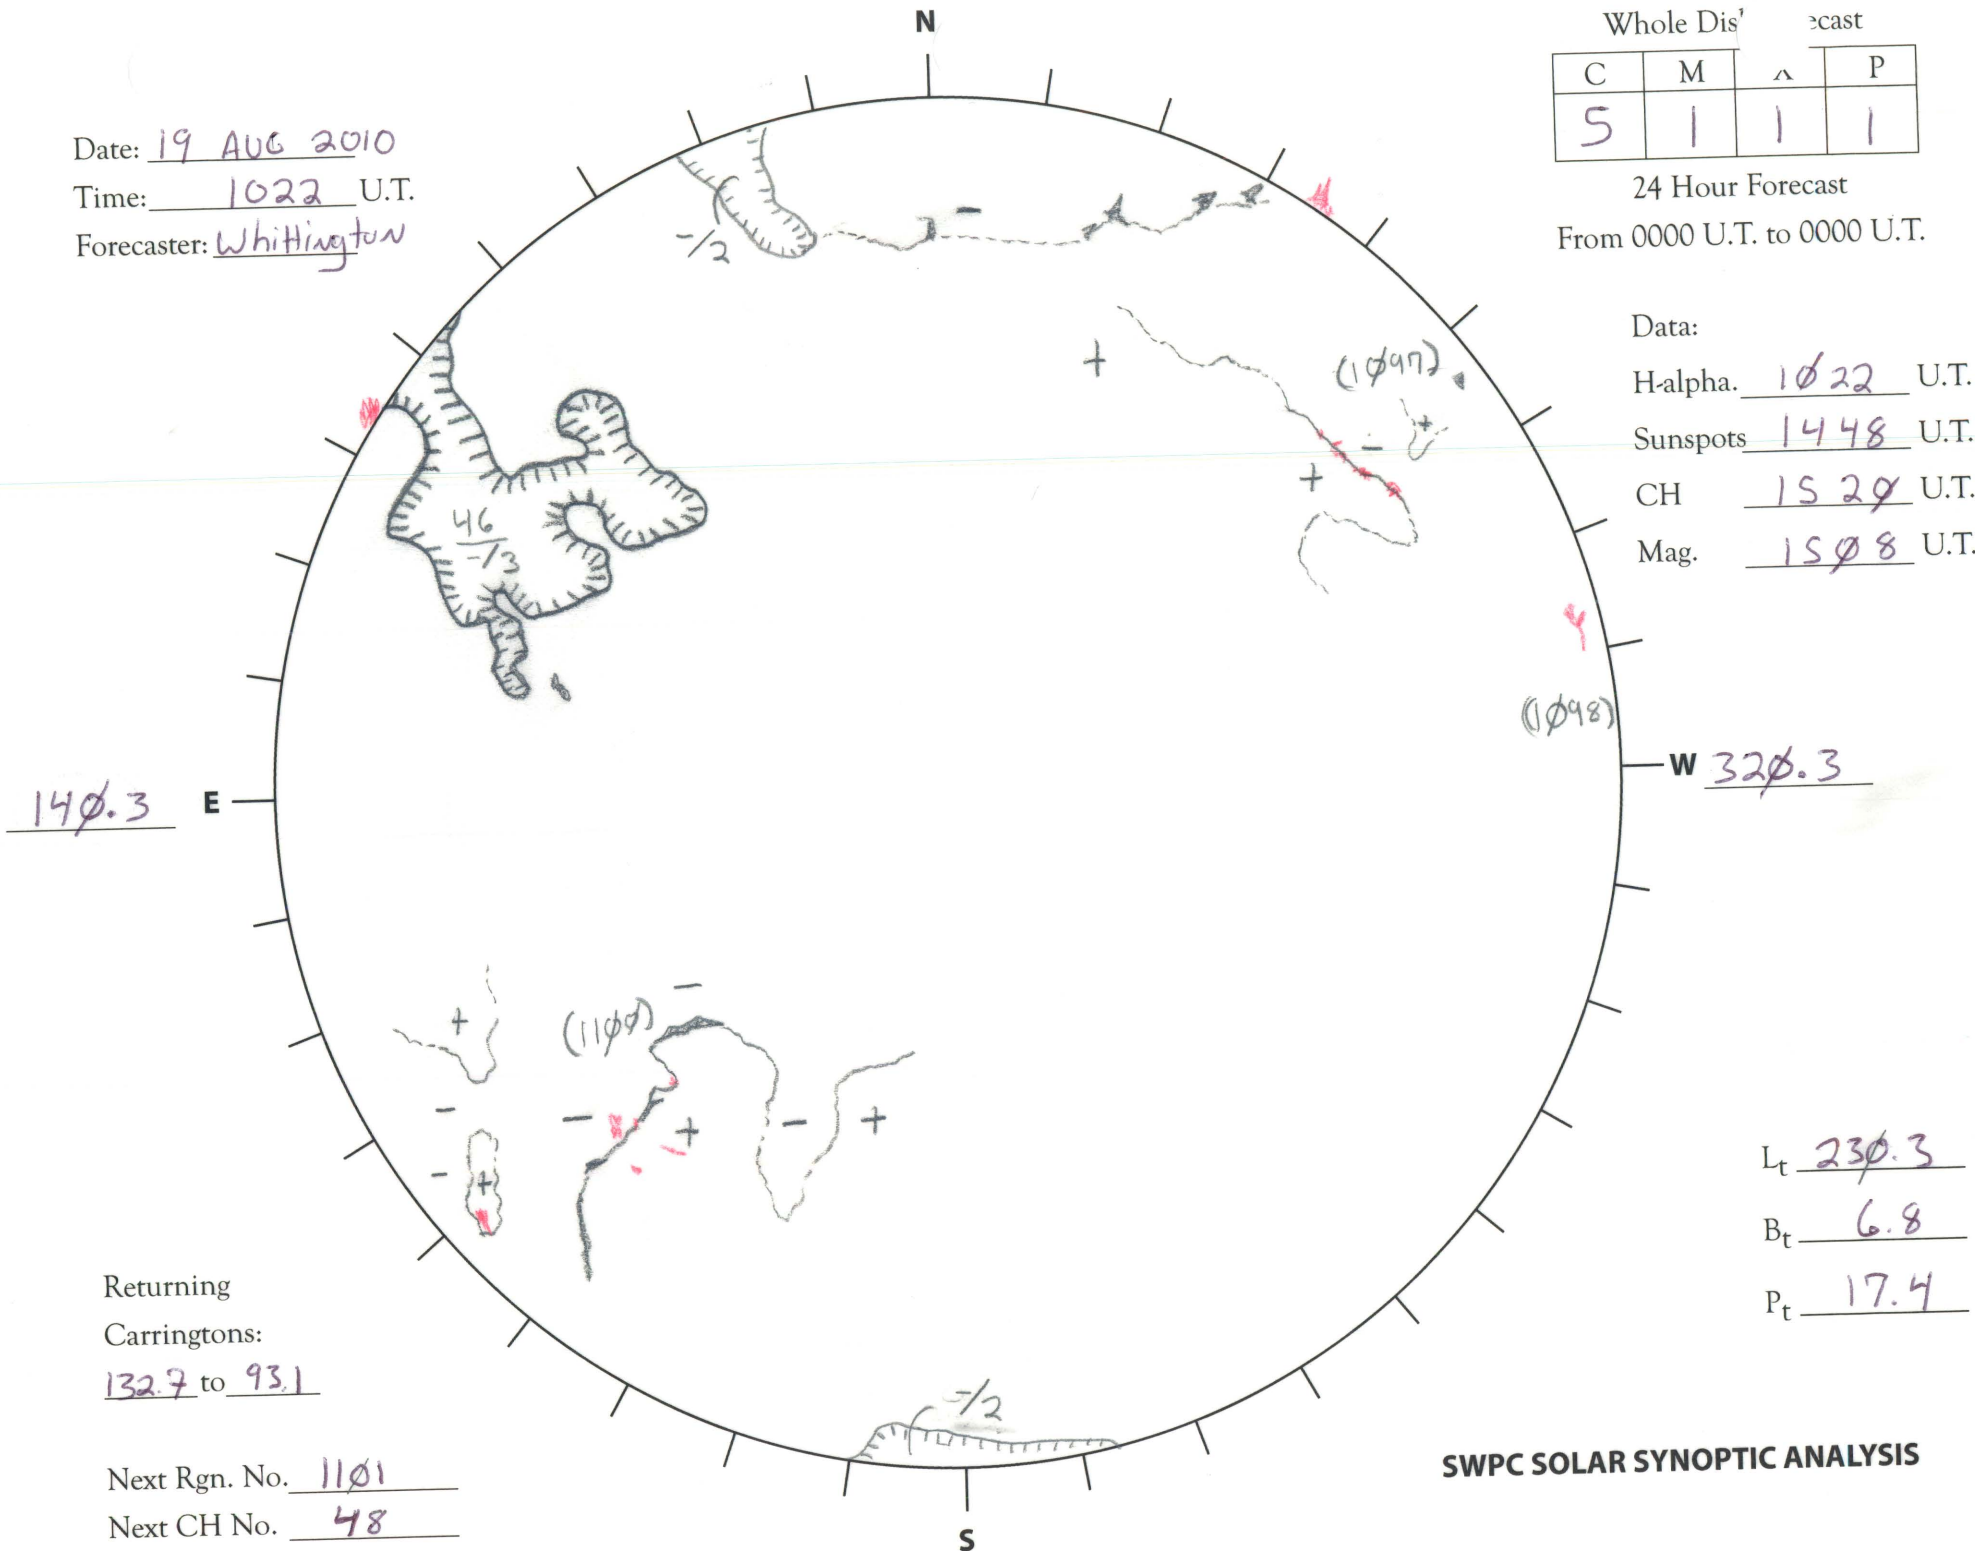 N
Whole Dis ecast
C M P
5 1 1 1
24 Hour Forecast
From 0000 U.T. to 0000 U.T.
Date: 19 AUG 2010
Time: 1022 U.T.
Forecaster: Whittington
Data:
H-alpha. 1022 U.T.
Sunspots 1448 U.T.
CH 1520 U.T.
Mag. 1508 U.T.
-/2
−
+
(1097)
+
−
+
46
-/3
(1098)
140.3 E
W 320.3
−
+
(1100)
−
−
+
−
+
−
+
Lt 230.3
Bt 6.8
Pt 17.4
Returning
Carringtons:
132.7 to 93.1
-/2
Next Rgn. No. 1101
Next CH No. 48
SWPC SOLAR SYNOPTIC ANALYSIS
S